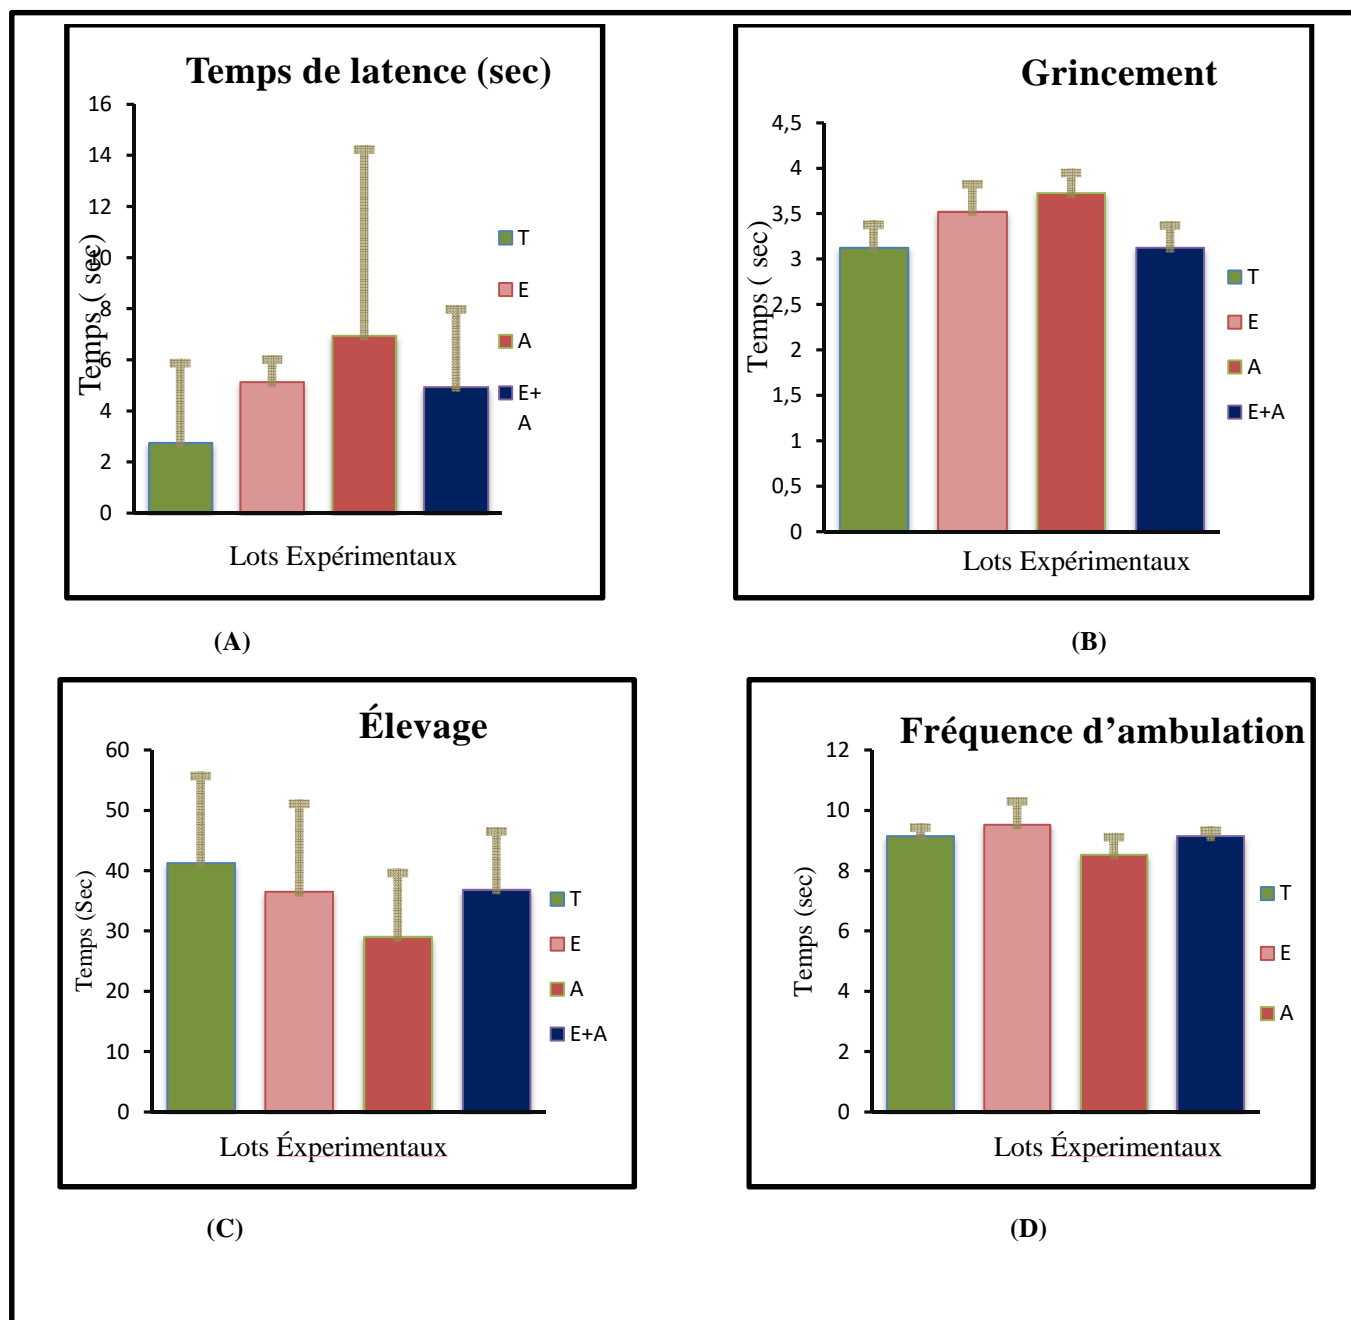 Temps de latence (sec)
16
14
12
10
8
6
4
2
0
Temps ( sec)
T
E
A
E+
A
Lots Expérimentaux
(A)
Grincement
4,5
4
3,5
3
2,5
2
1,5
1
0,5
0
Temps ( sec)
T
E
A
E+A
Lots Expérimentaux
(B)
Élevage
60
50
40
30
20
10
0
Temps (Sec)
T
E
A
E+A
Lots Éxperimentaux
(C)
Fréquence d’ambulation
12
10
8
6
4
2
0
Temps (sec)
T
E
A
Lots Éxperimentaux
(D)